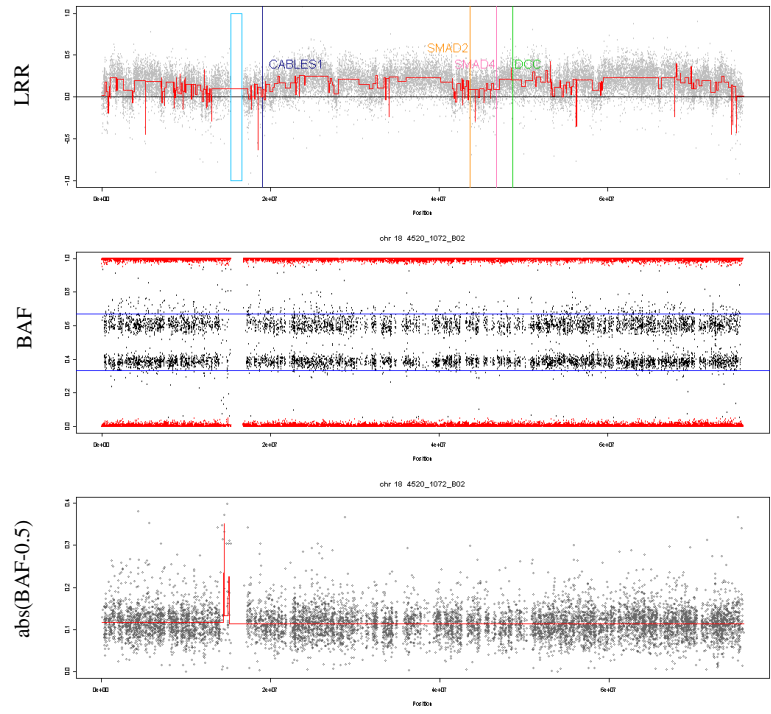 LRR
1.0
0.5
0.0
-0.5
-1.0
SMAD2
CABLES1
SMAD4
DCC
0e+00
2e+07
4e+07
6e+07
Position
chr 18 4520_1072_B02
BAF
1.0
0.8
0.6
0.4
0.2
0.0
0e+00
2e+07
4e+07
6e+07
Position
chr 18 4520_1072_B02
abs(BAF-0.5)
0.4
0.3
0.2
0.1
0.0
0e+00
2e+07
4e+07
6e+07
Position